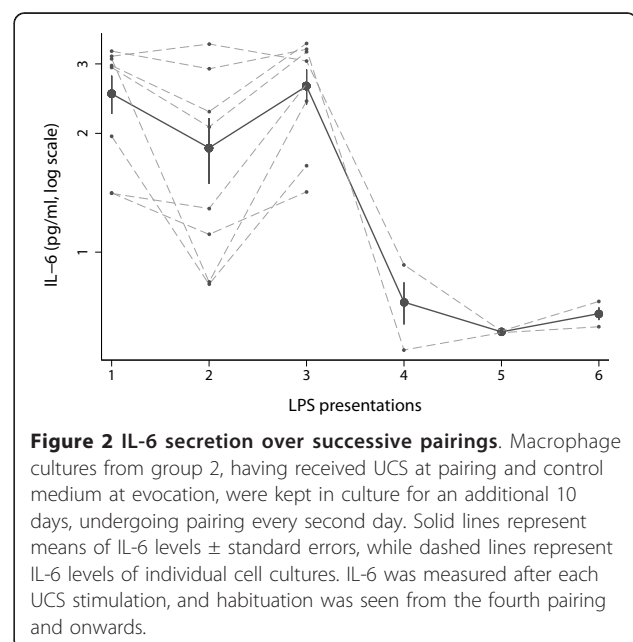 3
2
1
IL−6 (pg/ml, log scale)
1 2 3 4 5 6
LPS presentations
Figure 2 IL-6 secretion over successive pairings. Macrophage
cultures from group 2, having received UCS at pairing and control
medium at evocation, were kept in culture for an additional 10
days, undergoing pairing every second day. Solid lines represent
means of IL-6 levels ± standard errors, while dashed lines represent
IL-6 levels of individual cell cultures. IL-6 was measured after each
UCS stimulation, and habituation was seen from the fourth pairing
and onwards.